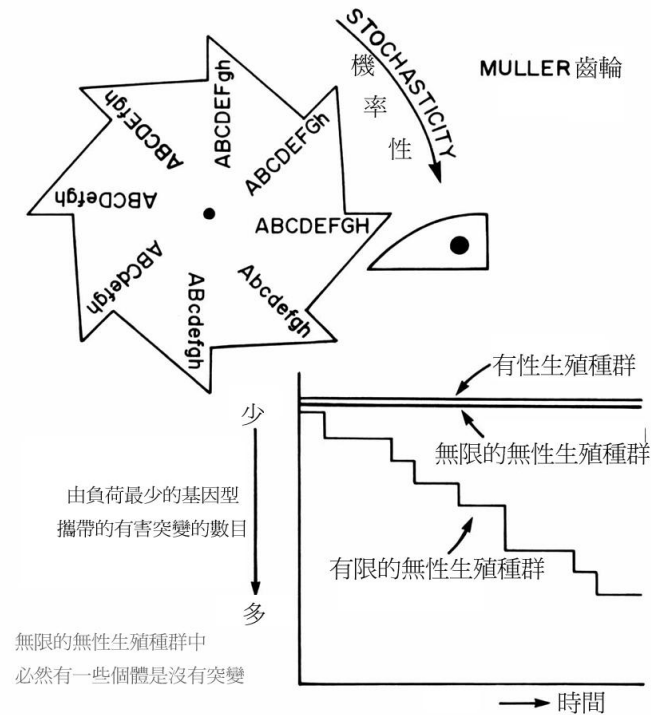 STOCHASTICITY
機率性
MULLER 齒輪
ABCDEFgh
ABCDEFGh
ABCDEFGH
Abcdefgh
ABcdefgh
ABCdefgh
ABCDefgh
ABCDEfgh
有性生殖種群
少
無限的無性生殖種群
由負荷最少的基因型
攜帶的有害突變的數目
有限的無性生殖種群
多
無限的無性生殖種群中
必然有一些個體是沒有突變
時間